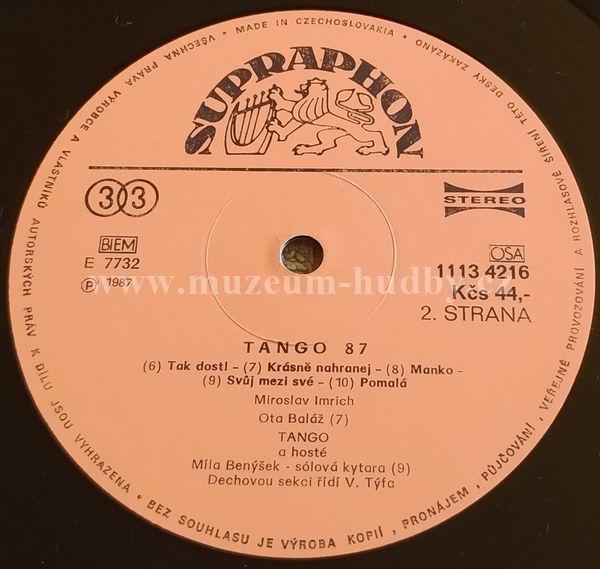 VŠECHNA PRÁVA VÝROBCE A VLASTNÍKŮ AUTORSKÝCH PRÁV K DÍLU JSOU VYHRAZENA • BEZ SOUHLASU JE VÝROBA KOPIÍ, PRONÁJEM, PŮJČOVÁNÍ, VEŘEJNÉ PROVOZOVÁNÍ A ROZHLASOVÉ ŠÍŘENÍ TÉTO DESKY ZAKÁZÁNO • MADE IN CZECHOSLOVAKIA •
SUPRAPHON
33
STEREO
BIEM
E 7732
Ⓟ 1987
OSA
1113 4216
Kčs 44,-
2. STRANA
www.muzeum-hudby.cz
TANGO 87
(6) Tak dost! - (7) Krásně nahranej - (8) Manko -
(9) Svůj mezi své - (10) Pomalá
Miroslav Imrich
Ota Baláž (7)
TANGO
a hosté
Míla Benýšek - sólová kytara (9)
Dechovou sekci řídí V. Týfa